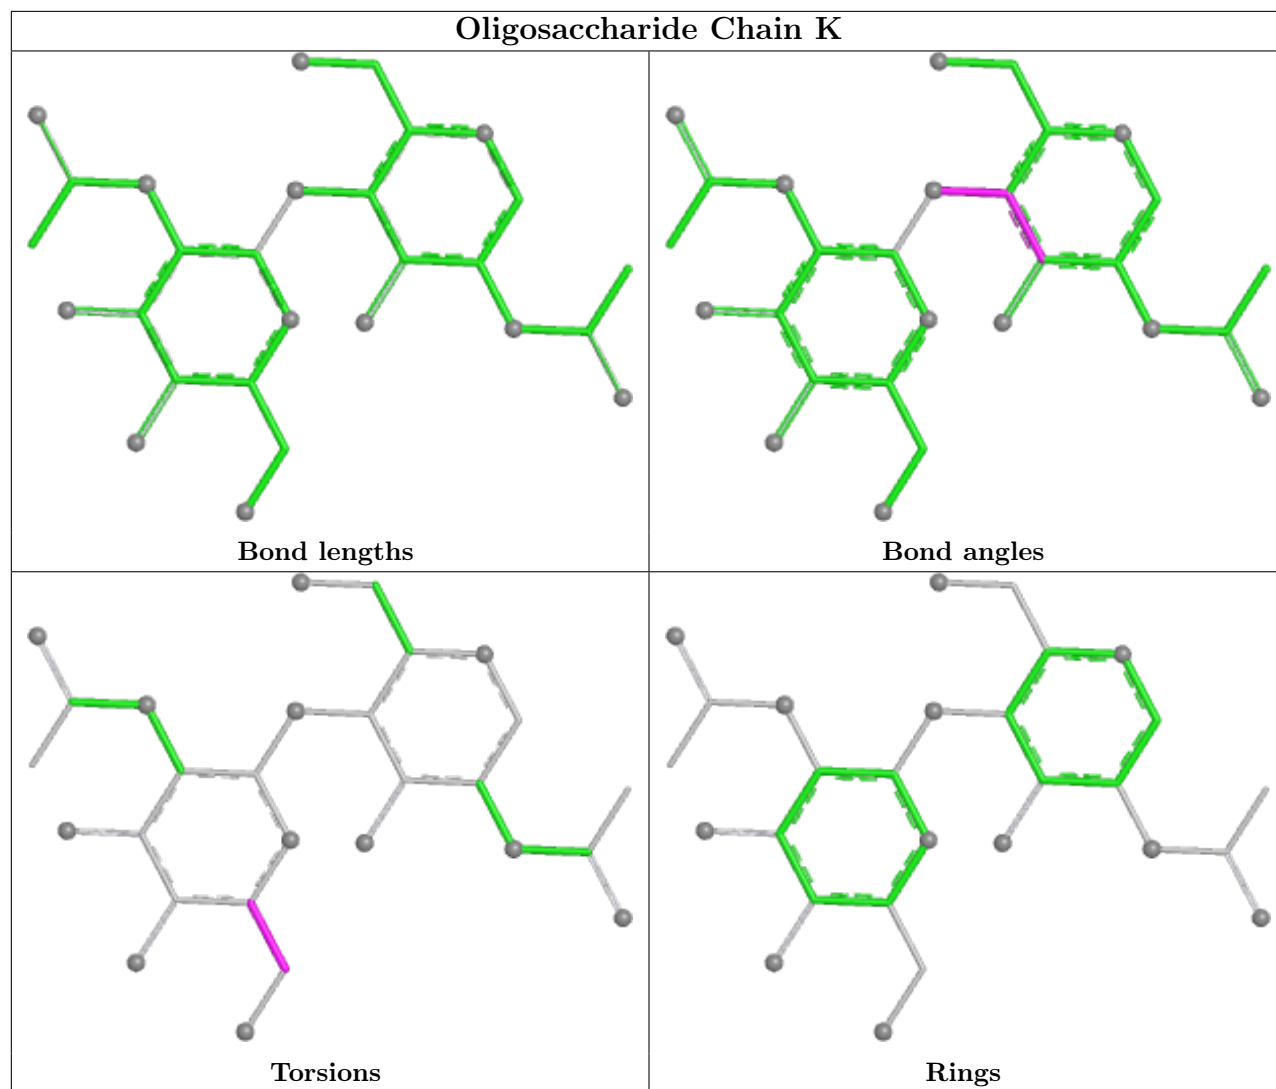 Oligosaccharide Chain K
Bond lengths
Bond angles
Torsions
Rings